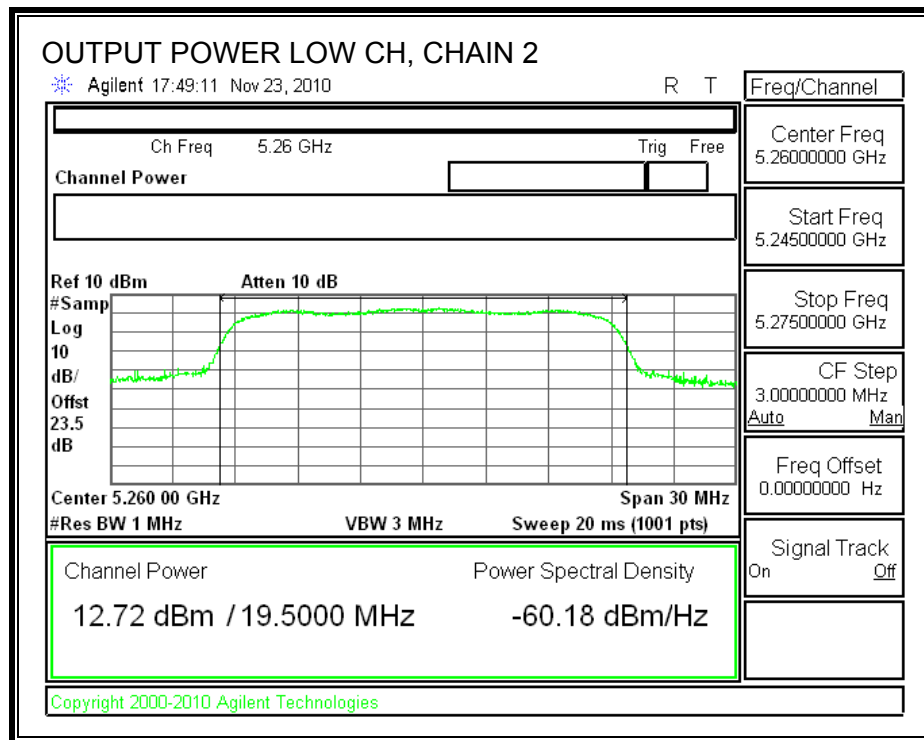 OUTPUT POWER LOW CH, CHAIN 2
Agilent 17:49:11 Nov 23, 2010 R T
Freq/Channel
Ch Freq 5.26 GHz Trig Free
Channel Power
Center Freq
5.26000000 GHz
Start Freq
5.24500000 GHz
Stop Freq
5.27500000 GHz
CF Step
3.00000000 MHz
Auto Man
Freq Offset
0.00000000 Hz
Signal Track
On Off
Ref 10 dBm Atten 10 dB
#Samp
Log
10
dB/
Offst
23.5
dB
Center 5.260 00 GHz Span 30 MHz
#Res BW 1 MHz VBW 3 MHz Sweep 20 ms (1001 pts)
Channel Power Power Spectral Density
12.72 dBm / 19.5000 MHz -60.18 dBm/Hz
Copyright 2000-2010 Agilent Technologies